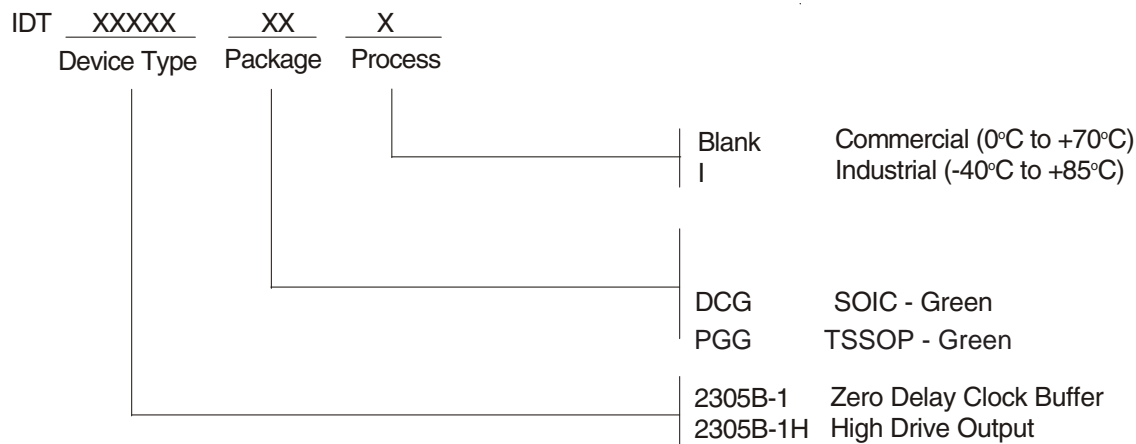 IDT XXXXX XX X
Device Type Package Process
Blank Commercial (0°C to +70°C)
I Industrial (-40°C to +85°C)
DCG SOIC - Green
PGG TSSOP - Green
2305B-1 Zero Delay Clock Buffer
2305B-1H High Drive Output